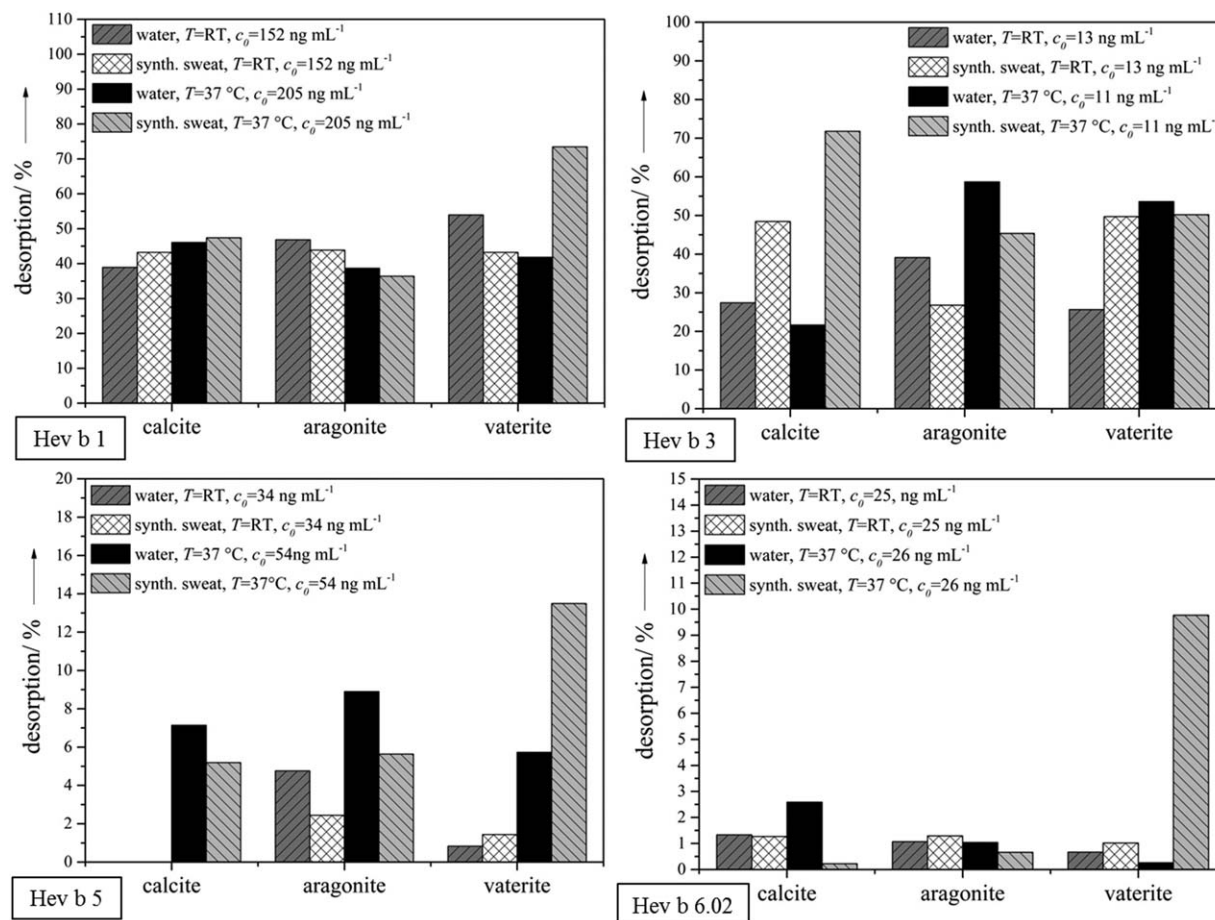 110
100
90
80
70
60
50
40
30
20
10
0
desorption/ %
water, T=RT, c₀=152 ng mL⁻¹
synth. sweat, T=RT, c₀=152 ng mL⁻¹
water, T=37 °C, c₀=205 ng mL⁻¹
synth. sweat, T=37 °C, c₀=205 ng mL⁻¹
calcite aragonite vaterite
Hev b 1
100
90
80
70
60
50
40
30
20
10
0
desorption/ %
water, T=RT, c₀=13 ng mL⁻¹
synth. sweat, T=RT, c₀=13 ng mL⁻¹
water, T=37 °C, c₀=11 ng mL⁻¹
synth. sweat, T=37 °C, c₀=11 ng mL⁻¹
calcite aragonite vaterite
Hev b 3
20
18
16
14
12
10
8
6
4
2
0
desorption/ %
water, T=RT, c₀=34 ng mL⁻¹
synth. sweat, T=RT, c₀=34 ng mL⁻¹
water, T=37 °C, c₀=54ng mL⁻¹
synth. sweat, T=37°C, c₀=54 ng mL⁻¹
calcite aragonite vaterite
Hev b 5
15
14
13
12
11
10
9
8
7
6
5
4
3
2
1
0
desorption/ %
water, T=RT, c₀=25, ng mL⁻¹
synth. sweat, T=RT, c₀=25 ng mL⁻¹
water, T=37 °C, c₀=26 ng mL⁻¹
synth. sweat, T=37 °C, c₀=26 ng mL⁻¹
calcite aragonite vaterite
Hev b 6.02